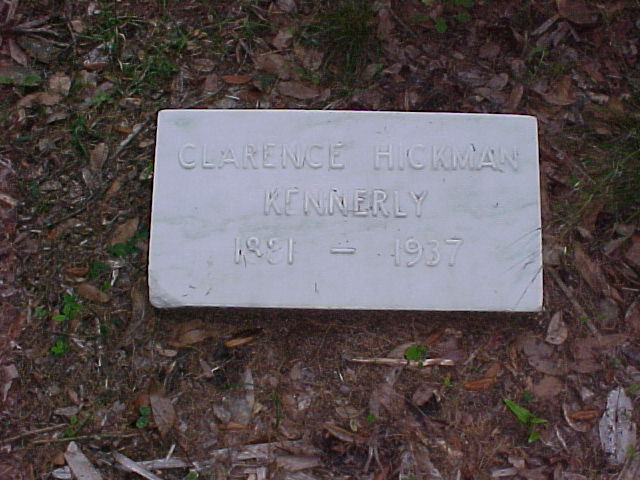 CLARENCE HICKMAN
KENNERLY
1881 — 1937